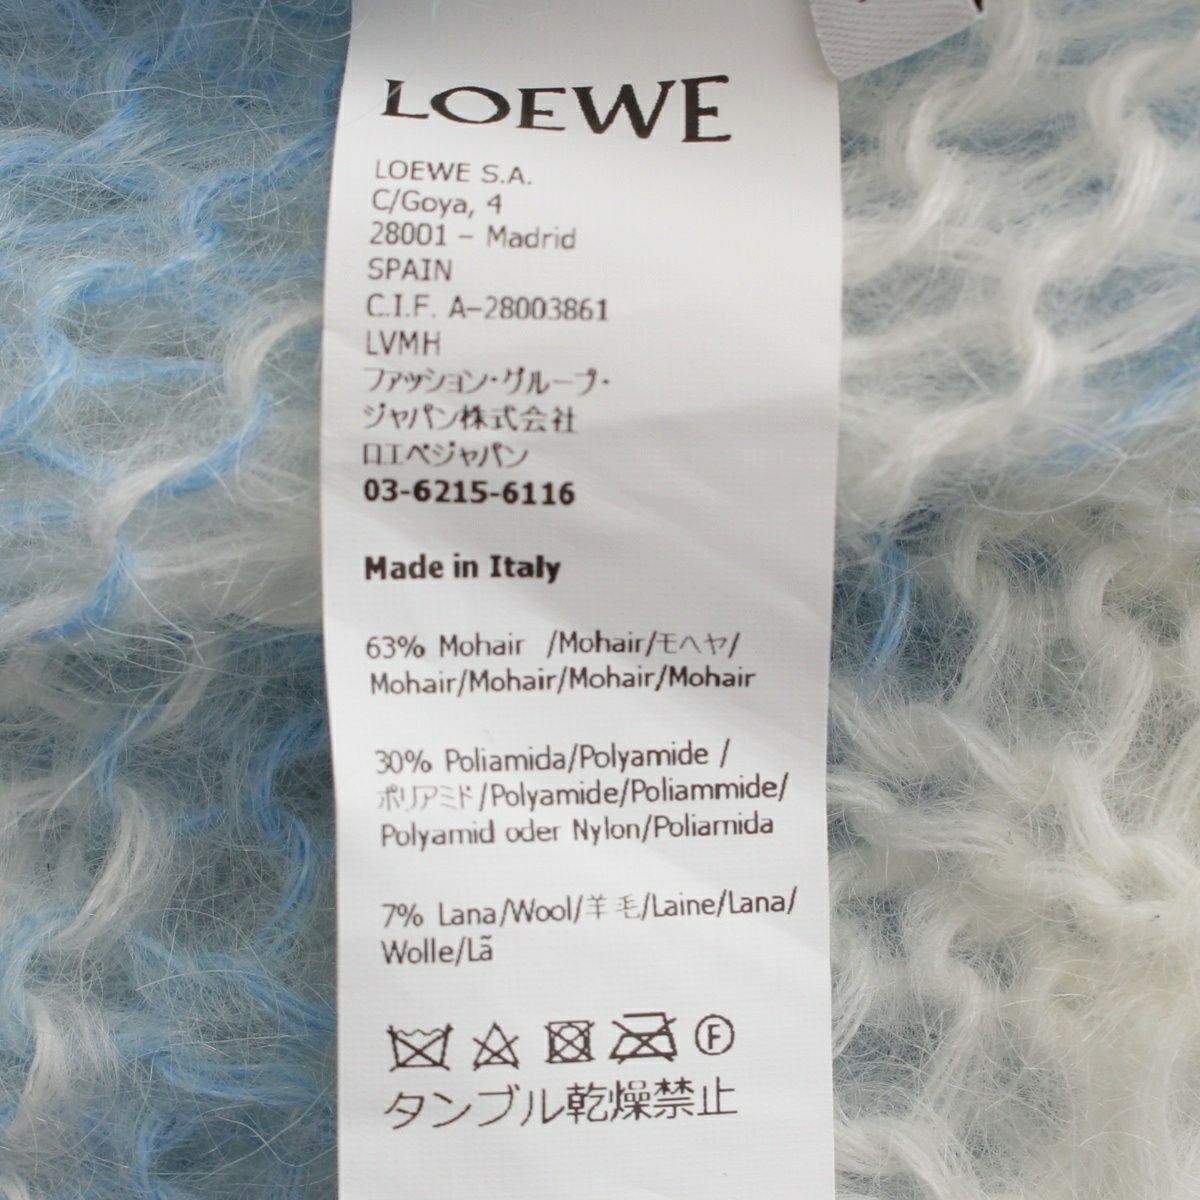 LOEWE
LOEWE S.A.
C/Goya, 4
28001 – Madrid
SPAIN
C.I.F. A–28003861
LVMH
ファッション・グループ・
ジャパン株式会社
ロエベジャパン
03-6215-6116
Made in Italy
63% Mohair /Mohair/モヘヤ/
Mohair/Mohair/Mohair/Mohair
30% Poliamida/Polyamide /
ポリアミド/Polyamide/Poliammide/
Polyamid oder Nylon/Poliamida
7% Lana/Wool/羊毛/Laine/Lana/
Wolle/Lã
F
タンブル乾燥禁止